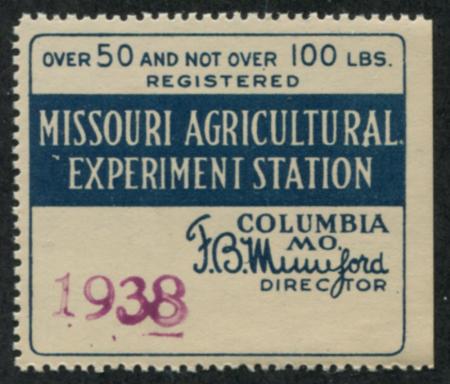 OVER 50 AND NOT OVER 100 LBS.
REGISTERED
MISSOURI AGRICULTURAL
EXPERIMENT STATION
COLUMBIA
MO.
F.B. Mumford
DIRECTOR
1938